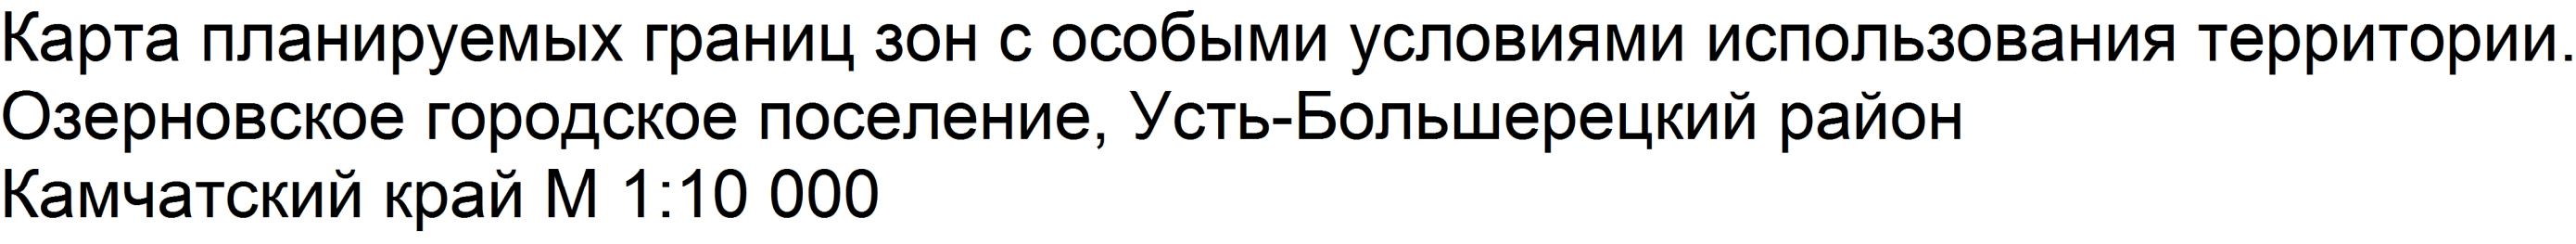 Карта планируемых границ зон с особыми условиями использования территории.
Озерновское городское поселение, Усть-Большерецкий район
Камчатский край М 1:10 000